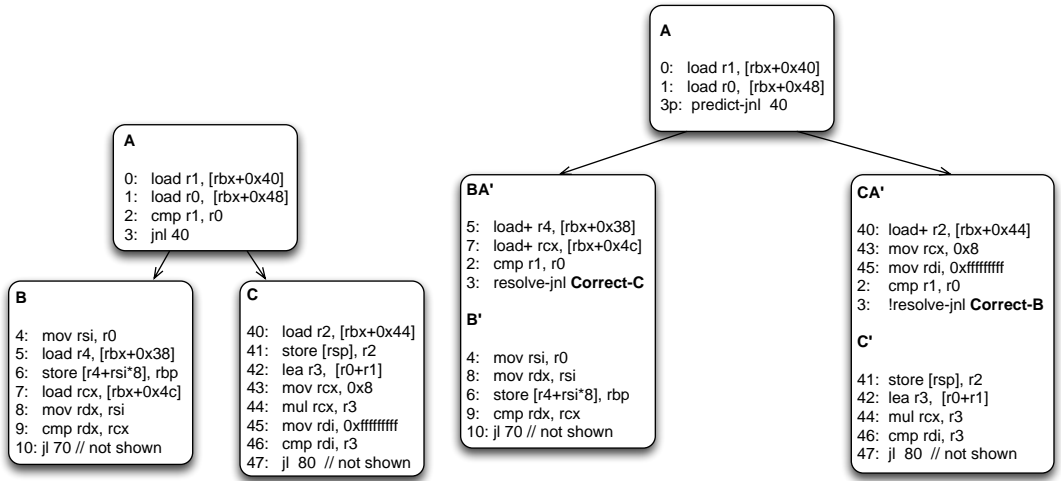 A
0: load r1, [rbx+0x40]
1: load r0, [rbx+0x48]
2: cmp r1, r0
3: jnl 40
B
4: mov rsi, r0
5: load r4, [rbx+0x38]
6: store [r4+rsi*8], rbp
7: load rcx, [rbx+0x4c]
8: mov rdx, rsi
9: cmp rdx, rcx
10: jl 70 // not shown
C
40: load r2, [rbx+0x44]
41: store [rsp], r2
42: lea r3, [r0+r1]
43: mov rcx, 0x8
44: mul rcx, r3
45: mov rdi, 0xfffffffff
46: cmp rdi, r3
47: jl 80 // not shown
A
0: load r1, [rbx+0x40]
1: load r0, [rbx+0x48]
3p: predict-jnl 40
BA'
5: load+ r4, [rbx+0x38]
7: load+ rcx, [rbx+0x4c]
2: cmp r1, r0
3: resolve-jnl Correct-C
B'
4: mov rsi, r0
8: mov rdx, rsi
6: store [r4+rsi*8], rbp
9: cmp rdx, rcx
10: jl 70 // not shown
CA'
40: load+ r2, [rbx+0x44]
43: mov rcx, 0x8
45: mov rdi, 0xfffffffff
2: cmp r1, r0
3: !resolve-jnl Correct-B
C'
41: store [rsp], r2
42: lea r3, [r0+r1]
44: mul rcx, r3
46: cmp rdi, r3
47: jl 80 // not shown